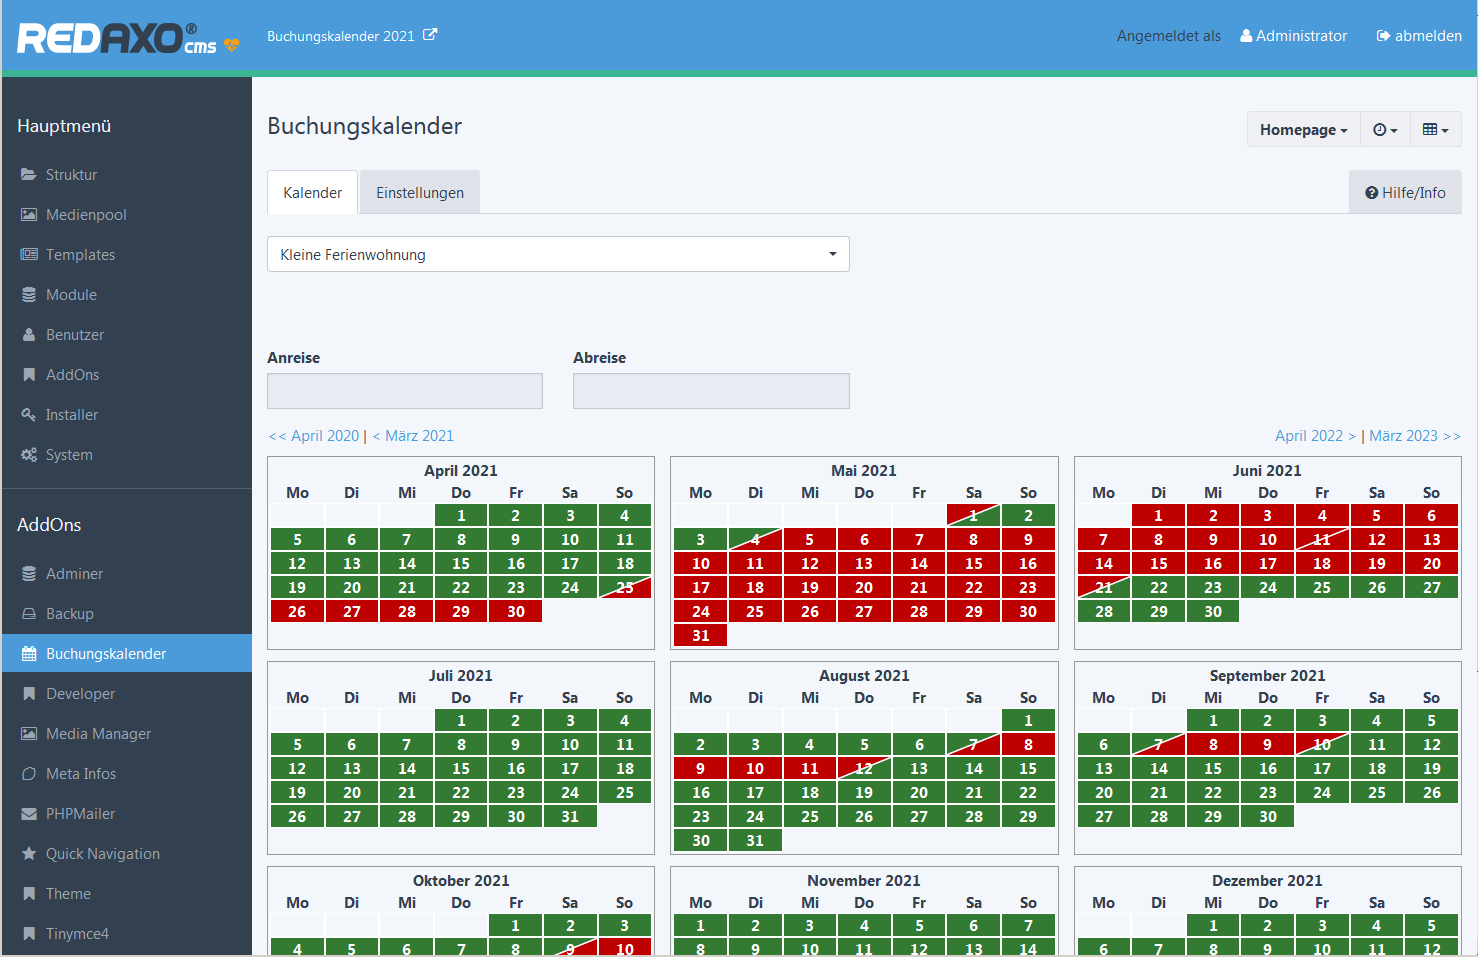 REDAXO® cms
Buchungskalender 2021
Angemeldet als Administrator abmelden
Hauptmenü
Struktur
Medienpool
Templates
Module
Benutzer
AddOns
Installer
System
AddOns
Adminer
Backup
Buchungskalender
Developer
Media Manager
Meta Infos
PHPMailer
Quick Navigation
Theme
Tinymce4
Buchungskalender
Homepage
Kalender Einstellungen
Hilfe/Info
Kleine Ferienwohnung
Anreise Abreise
<< April 2020 | < März 2021
April 2022 > | März 2023 >>
April 2021
Mo Di Mi Do Fr Sa So
1 2 3 4
5 6 7 8 9 10 11
12 13 14 15 16 17 18
19 20 21 22 23 24 25
26 27 28 29 30
Mai 2021
Mo Di Mi Do Fr Sa So
1 2
3 4 5 6 7 8 9
10 11 12 13 14 15 16
17 18 19 20 21 22 23
24 25 26 27 28 29 30
31
Juni 2021
Mo Di Mi Do Fr Sa So
1 2 3 4 5 6
7 8 9 10 11 12 13
14 15 16 17 18 19 20
21 22 23 24 25 26 27
28 29 30
Juli 2021
Mo Di Mi Do Fr Sa So
1 2 3 4
5 6 7 8 9 10 11
12 13 14 15 16 17 18
19 20 21 22 23 24 25
26 27 28 29 30 31
August 2021
Mo Di Mi Do Fr Sa So
1
2 3 4 5 6 7 8
9 10 11 12 13 14 15
16 17 18 19 20 21 22
23 24 25 26 27 28 29
30 31
September 2021
Mo Di Mi Do Fr Sa So
1 2 3 4 5
6 7 8 9 10 11 12
13 14 15 16 17 18 19
20 21 22 23 24 25 26
27 28 29 30
Oktober 2021
Mo Di Mi Do Fr Sa So
1 2 3
4 5 6 7 8 9 10
November 2021
Mo Di Mi Do Fr Sa So
1 2 3 4 5 6 7
8 9 10 11 12 13 14
Dezember 2021
Mo Di Mi Do Fr Sa So
1 2 3 4 5
6 7 8 9 10 11 12